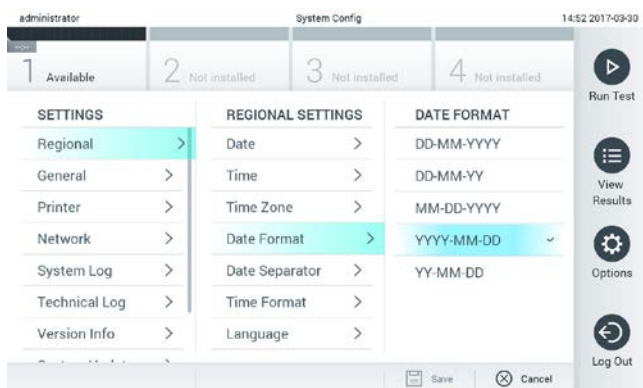 administrator System Config 14:52 2017-03-30
1 Available 2 Not installed 3 Not installed 4 Not installed
Run Test
SETTINGS
Regional
General
Printer
Network
System Log
Technical Log
Version Info
REGIONAL SETTINGS
Date
Time
Time Zone
Date Format
Date Separator
Time Format
Language
DATE FORMAT
DD-MM-YYYY
DD-MM-YY
MM-DD-YYYY
YYYY-MM-DD
YY-MM-DD
View
Results
Options
Log Out
Save Cancel